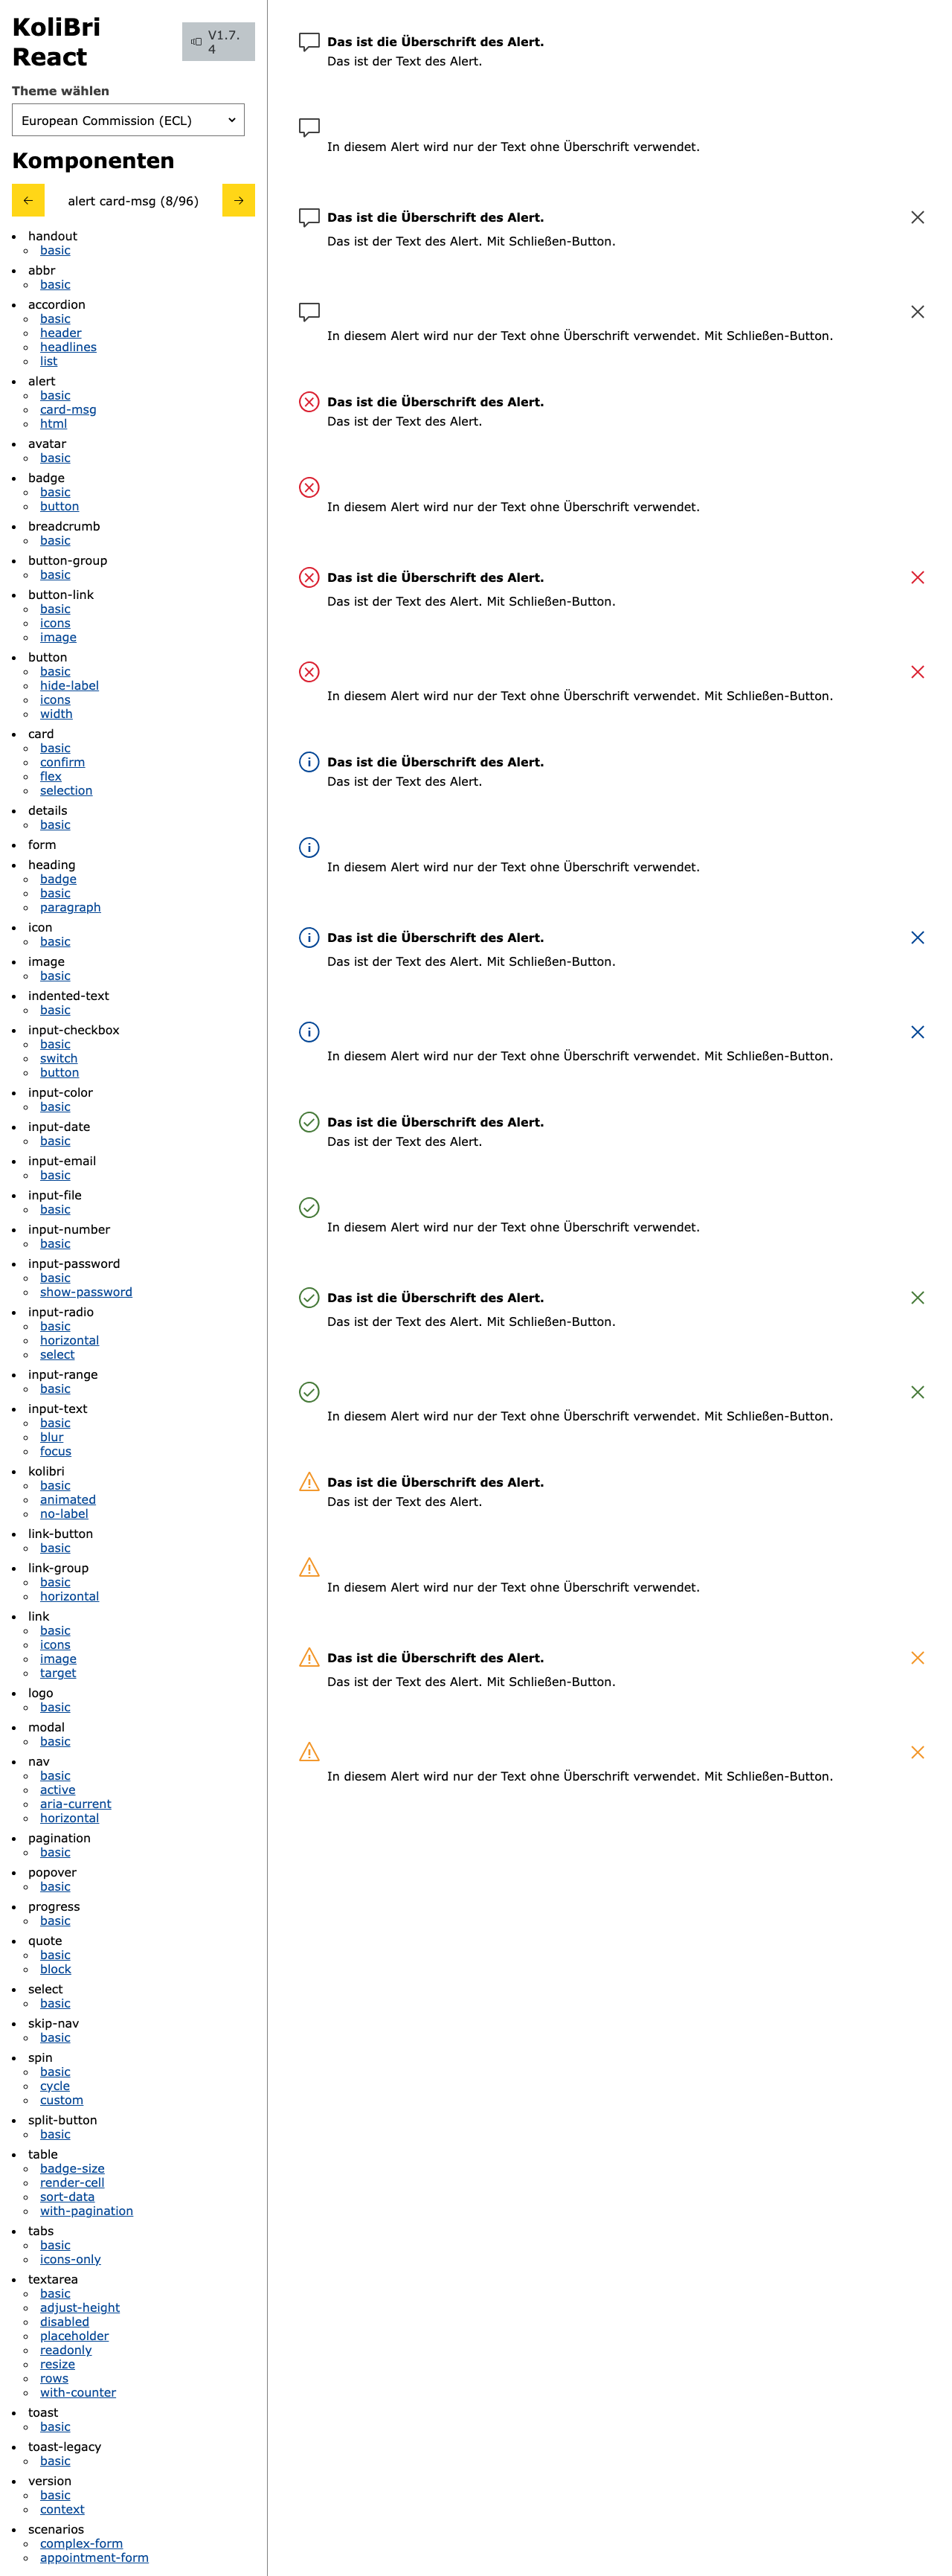 KoliBri
React
V1.7.
4
Theme wählen
European Commission (ECL)
Komponenten
alert card-msg (8/96)
handout
basic
abbr
basic
accordion
basic
header
headlines
list
alert
basic
card-msg
html
avatar
basic
badge
basic
button
breadcrumb
basic
button-group
basic
button-link
basic
icons
image
button
basic
hide-label
icons
width
card
basic
confirm
flex
selection
details
basic
form
heading
badge
basic
paragraph
icon
basic
image
basic
indented-text
basic
input-checkbox
basic
switch
button
input-color
basic
input-date
basic
input-email
basic
input-file
basic
input-number
basic
input-password
basic
show-password
input-radio
basic
horizontal
select
input-range
basic
input-text
basic
blur
focus
kolibri
basic
animated
no-label
link-button
basic
link-group
basic
horizontal
link
basic
icons
image
target
logo
basic
modal
basic
nav
basic
active
aria-current
horizontal
pagination
basic
popover
basic
progress
basic
quote
basic
block
select
basic
skip-nav
basic
spin
basic
cycle
custom
split-button
basic
table
badge-size
render-cell
sort-data
with-pagination
tabs
basic
icons-only
textarea
basic
adjust-height
disabled
placeholder
readonly
resize
rows
with-counter
toast
basic
toast-legacy
basic
version
basic
context
scenarios
complex-form
appointment-form
Das ist die Überschrift des Alert.
Das ist der Text des Alert.
In diesem Alert wird nur der Text ohne Überschrift verwendet.
Das ist die Überschrift des Alert.
Das ist der Text des Alert. Mit Schließen-Button.
In diesem Alert wird nur der Text ohne Überschrift verwendet. Mit Schließen-Button.
Das ist die Überschrift des Alert.
Das ist der Text des Alert.
In diesem Alert wird nur der Text ohne Überschrift verwendet.
Das ist die Überschrift des Alert.
Das ist der Text des Alert. Mit Schließen-Button.
In diesem Alert wird nur der Text ohne Überschrift verwendet. Mit Schließen-Button.
Das ist die Überschrift des Alert.
Das ist der Text des Alert.
In diesem Alert wird nur der Text ohne Überschrift verwendet.
Das ist die Überschrift des Alert.
Das ist der Text des Alert. Mit Schließen-Button.
In diesem Alert wird nur der Text ohne Überschrift verwendet. Mit Schließen-Button.
Das ist die Überschrift des Alert.
Das ist der Text des Alert.
In diesem Alert wird nur der Text ohne Überschrift verwendet.
Das ist die Überschrift des Alert.
Das ist der Text des Alert. Mit Schließen-Button.
In diesem Alert wird nur der Text ohne Überschrift verwendet. Mit Schließen-Button.
Das ist die Überschrift des Alert.
Das ist der Text des Alert.
In diesem Alert wird nur der Text ohne Überschrift verwendet.
Das ist die Überschrift des Alert.
Das ist der Text des Alert. Mit Schließen-Button.
In diesem Alert wird nur der Text ohne Überschrift verwendet. Mit Schließen-Button.